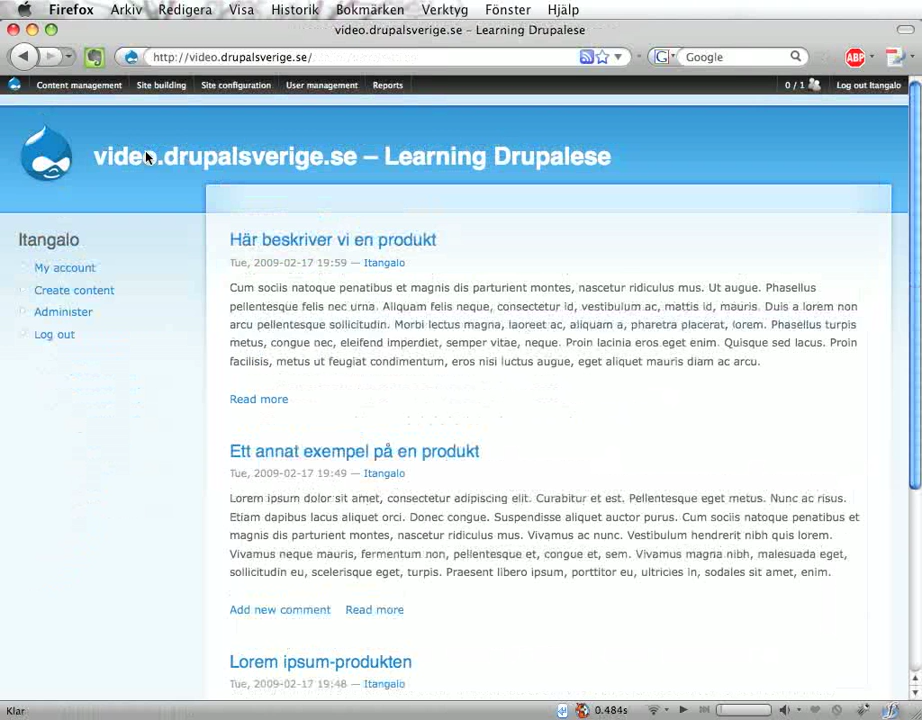 Firefox Arkiv Redigera Visa Historik Bokmärken Verktyg Fönster Hjälp
video.drupalsverige.se – Learning Drupalese
http://video.drupalsverige.se/ G Google ABP
Content management Site building Site configuration User management Reports 0 / 1 Log out Itangalo
video.drupalsverige.se – Learning Drupalese
Itangalo
My account
Create content
Administer
Log out
Här beskriver vi en produkt
Tue, 2009-02-17 19:59 — Itangalo
Cum sociis natoque penatibus et magnis dis parturient montes, nascetur ridiculus mus. Ut augue. Phasellus
pellentesque felis nec urna. Aliquam felis neque, consectetur id, vestibulum ac, mattis id, mauris. Duis a lorem non
arcu pellentesque sollicitudin. Morbi lectus magna, laoreet ac, aliquam a, pharetra placerat, lorem. Phasellus turpis
metus, congue nec, eleifend imperdiet, semper vitae, neque. Proin lacinia eros eget enim. Quisque sed lacus. Proin
facilisis, metus ut feugiat condimentum, eros nisi luctus augue, eget aliquet mauris diam ac arcu.
Read more
Ett annat exempel på en produkt
Tue, 2009-02-17 19:49 — Itangalo
Lorem ipsum dolor sit amet, consectetur adipiscing elit. Curabitur et est. Pellentesque eget metus. Nunc ac risus.
Etiam dapibus lacus aliquet orci. Donec congue. Suspendisse aliquet auctor purus. Cum sociis natoque penatibus et
magnis dis parturient montes, nascetur ridiculus mus. Vivamus ac nunc. Vestibulum hendrerit nibh quis lorem.
Vivamus neque mauris, fermentum non, pellentesque et, congue et, sem. Vivamus magna nibh, malesuada eget,
sollicitudin eu, scelerisque eget, turpis. Praesent libero ipsum, porttitor eu, ultricies in, sodales sit amet, enim.
Add new comment Read more
Lorem ipsum-produkten
Tue, 2009-02-17 19:48 — Itangalo
Klar 0.484s